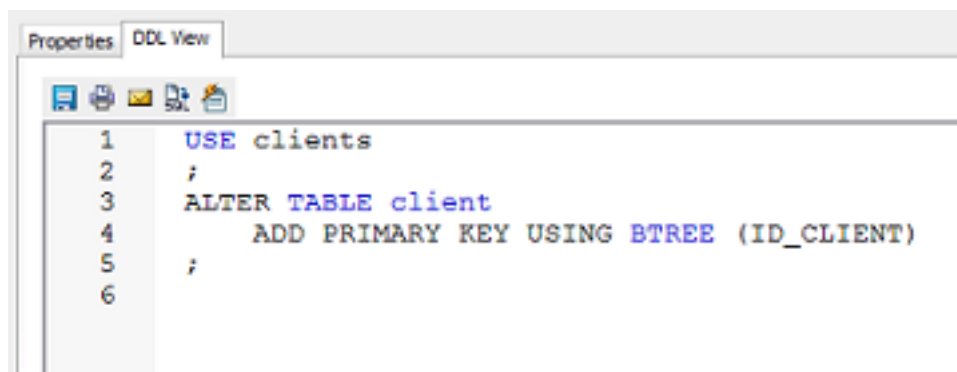 Properties DDL View
SQL
1 USE clients
2 ;
3 ALTER TABLE client
4 ADD PRIMARY KEY USING BTREE (ID_CLIENT)
5 ;
6